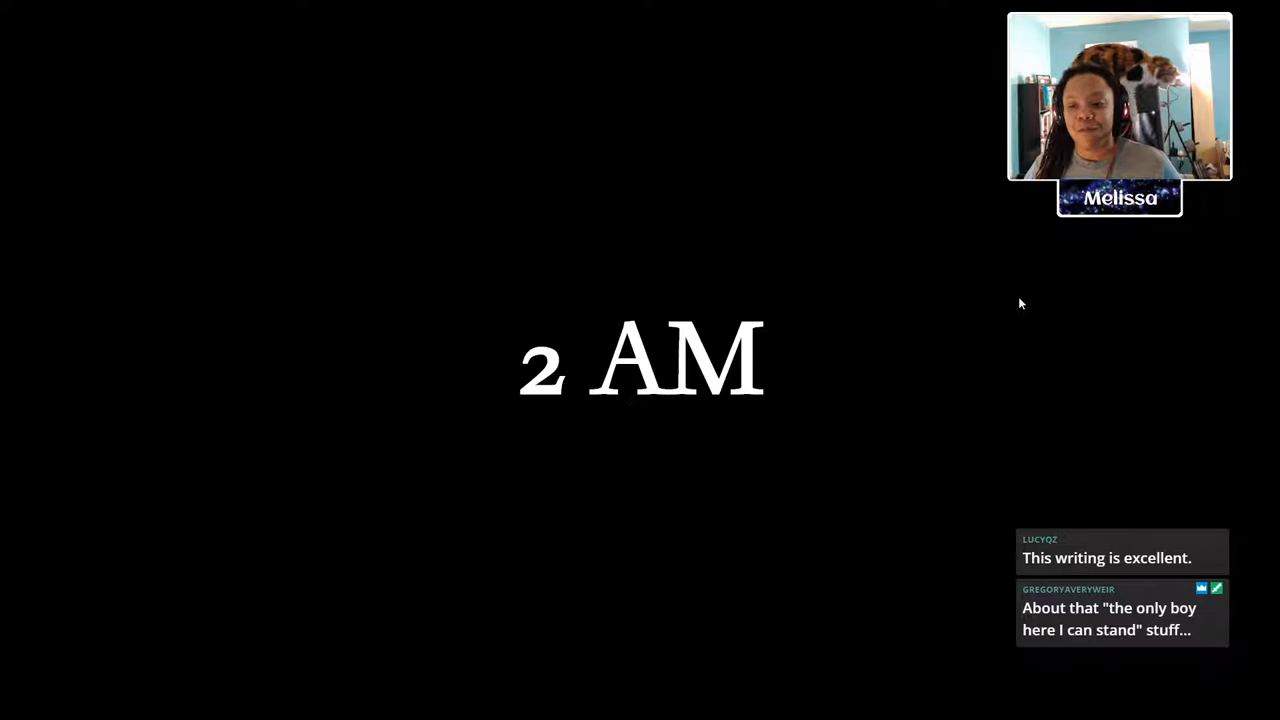 Melissa
2 AM
LUCYQZ
This writing is excellent.
GREGORYAVERYWEIR
About that "the only boy
here I can stand" stuff...